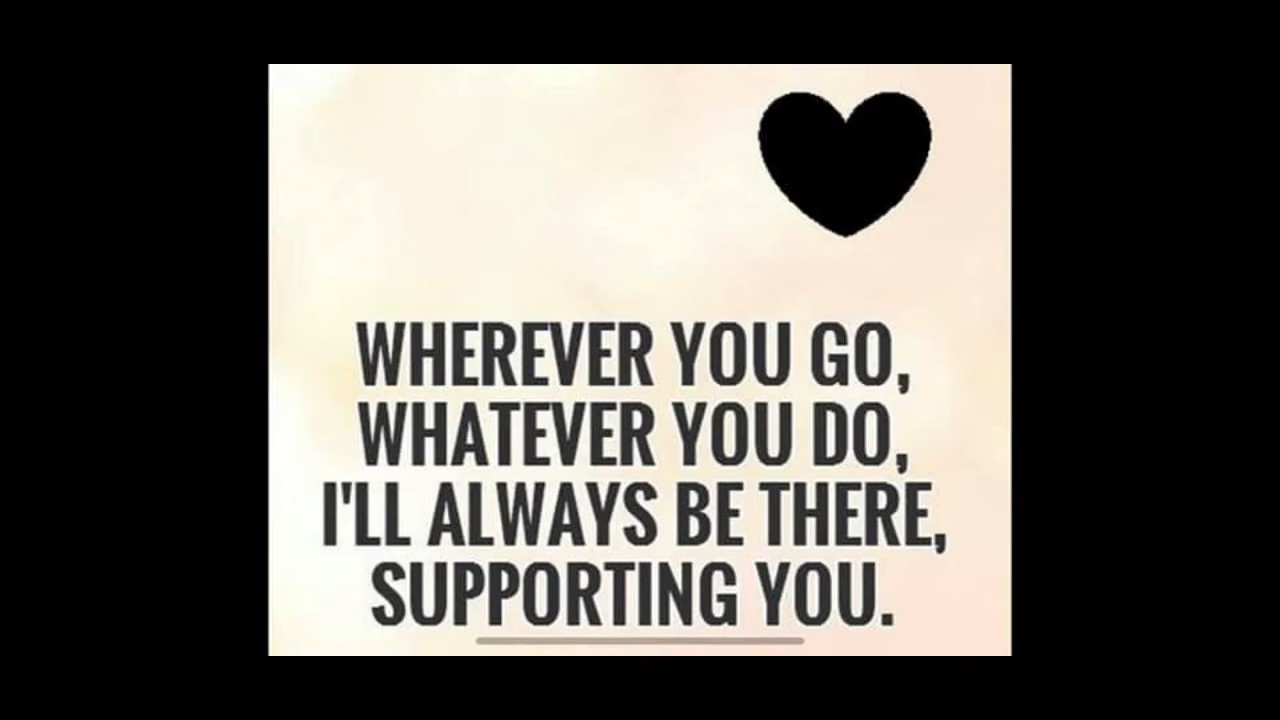 WHEREVER YOU GO,
WHATEVER YOU DO,
I'LL ALWAYS BE THERE,
SUPPORTING YOU.